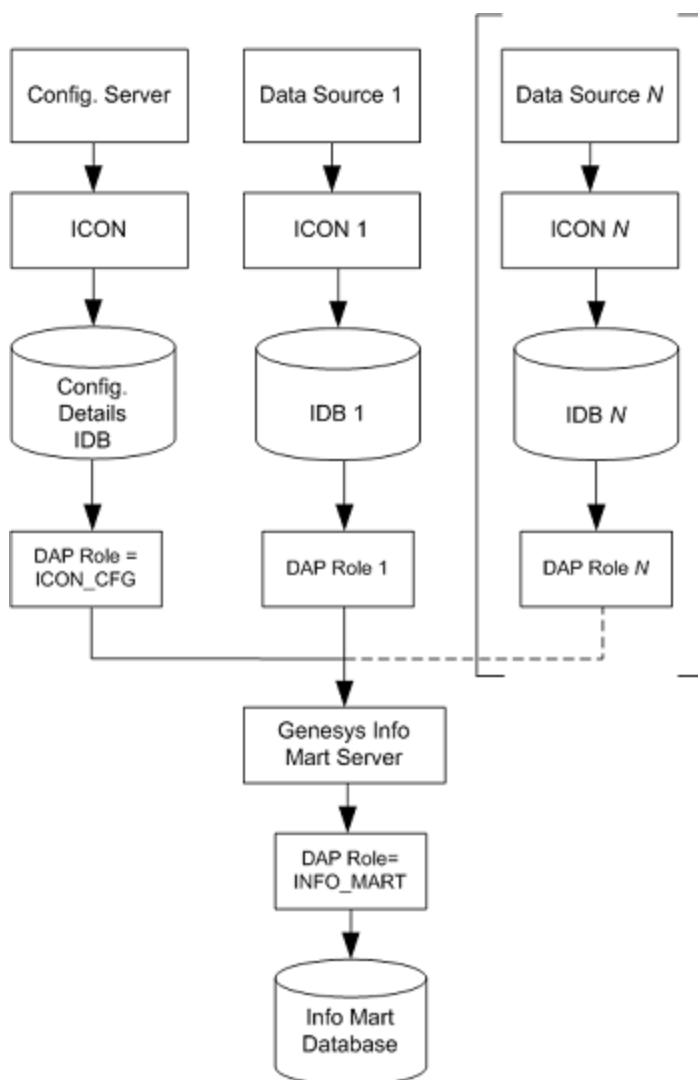 Config. Server
Data Source 1
Data Source N
ICON
ICON 1
ICON N
Config.
Details
IDB
IDB 1
IDB N
DAP Role =
ICON_CFG
DAP Role 1
DAP Role N
Genesys Info
Mart Server
DAP Role=
INFO_MART
Info Mart
Database